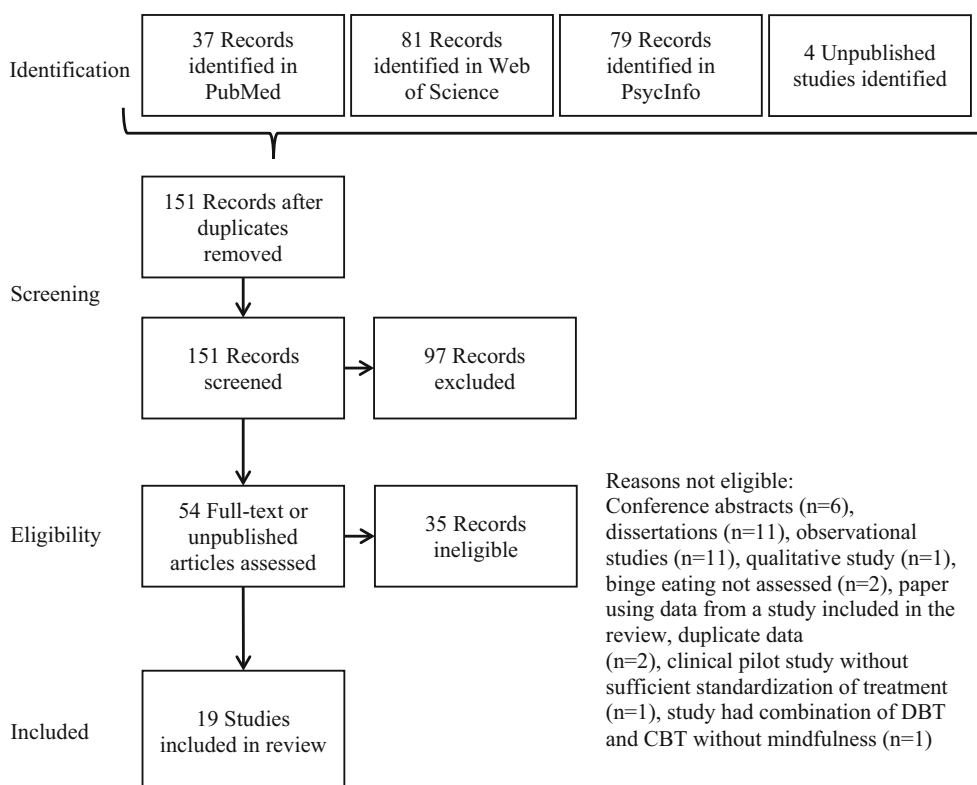 Identification
37 Records
identified in
PubMed
81 Records
identified in Web
of Science
79 Records
identified in
PsycInfo
4 Unpublished
studies identified
151 Records after
duplicates
removed
Screening
151 Records
screened
97 Records
excluded
Eligibility
54 Full-text or
unpublished
articles assessed
35 Records
ineligible
Reasons not eligible:
Conference abstracts (n=6),
dissertations (n=11), observational
studies (n=11), qualitative study (n=1),
binge eating not assessed (n=2), paper
using data from a study included in the
review, duplicate data
(n=2), clinical pilot study without
sufficient standardization of treatment
(n=1), study had combination of DBT
and CBT without mindfulness (n=1)
Included
19 Studies
included in review